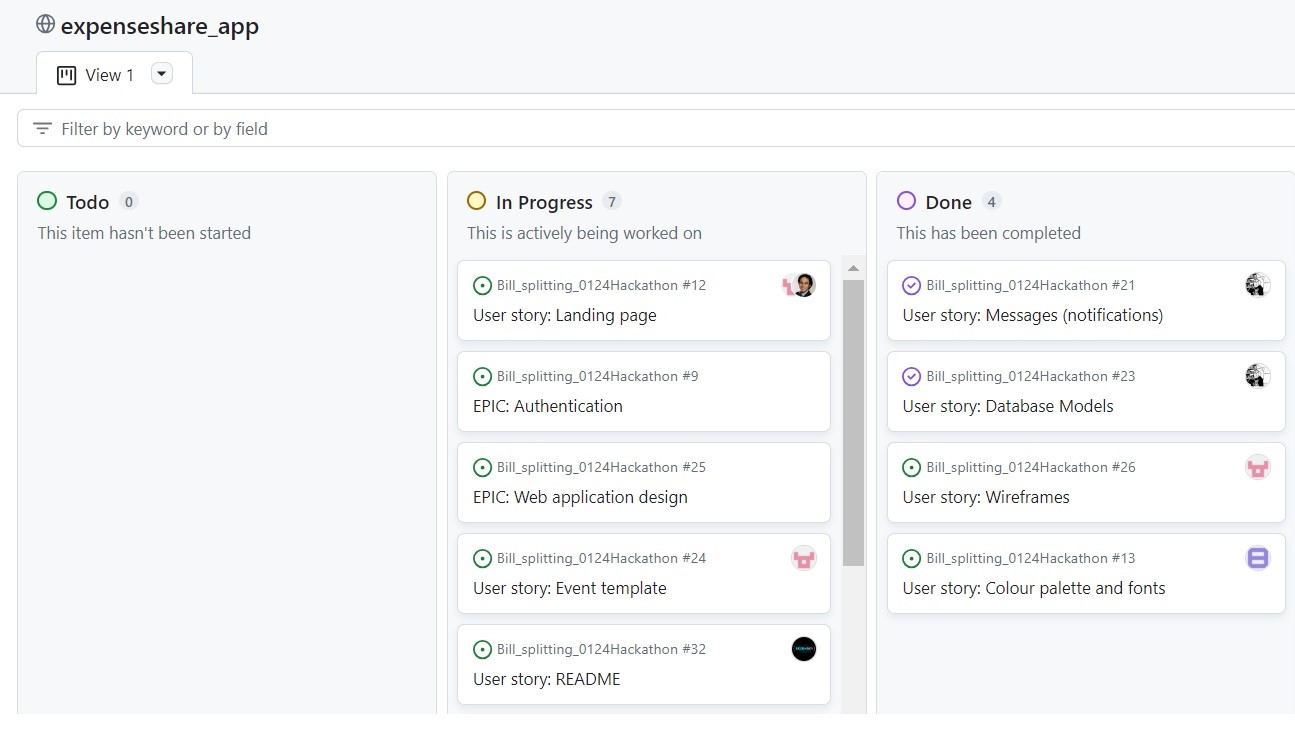 expenseshare_app
View 1
Filter by keyword or by field
Todo 0
This item hasn't been started
In Progress 7
This is actively being worked on
Bill_splitting_0124Hackathon #12
User story: Landing page
Bill_splitting_0124Hackathon #9
EPIC: Authentication
Bill_splitting_0124Hackathon #25
EPIC: Web application design
Bill_splitting_0124Hackathon #24
User story: Event template
Bill_splitting_0124Hackathon #32
User story: README
Done 4
This has been completed
Bill_splitting_0124Hackathon #21
User story: Messages (notifications)
Bill_splitting_0124Hackathon #23
User story: Database Models
Bill_splitting_0124Hackathon #26
User story: Wireframes
Bill_splitting_0124Hackathon #13
User story: Colour palette and fonts